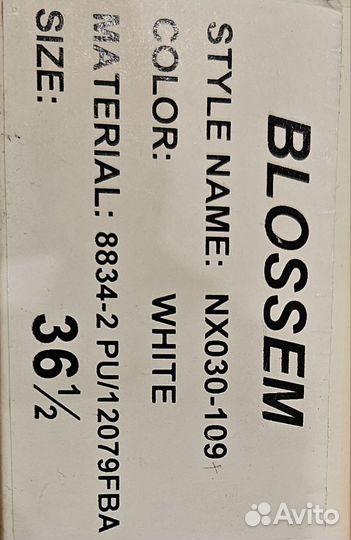 BLOSSEM
STYLE NAME: NX030-109
COLOR: WHITE
MATERIAL: 8834-2 PU/12079FBA
SIZE: 36½
Avito